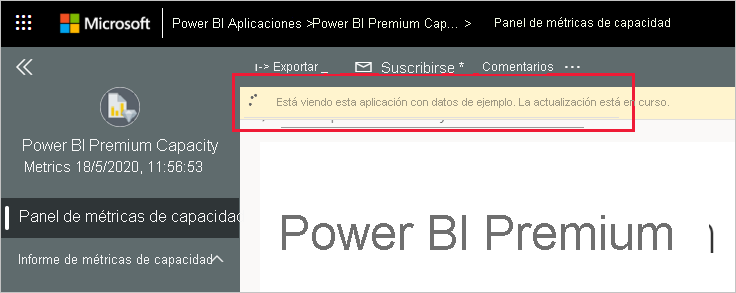 Microsoft Power BI Aplicaciones >Power BI Premium Cap... > Panel de métricas de capacidad
Exportar _ Suscribirse * Comentarios ...
Está viendo esta aplicación con datos de ejemplo. La actualización está en curso.
Power BI Premium Capacity
Metrics 18/5/2020, 11:56:53
Panel de métricas de capacidad
Informe de métricas de capacidad
Power BI Premium